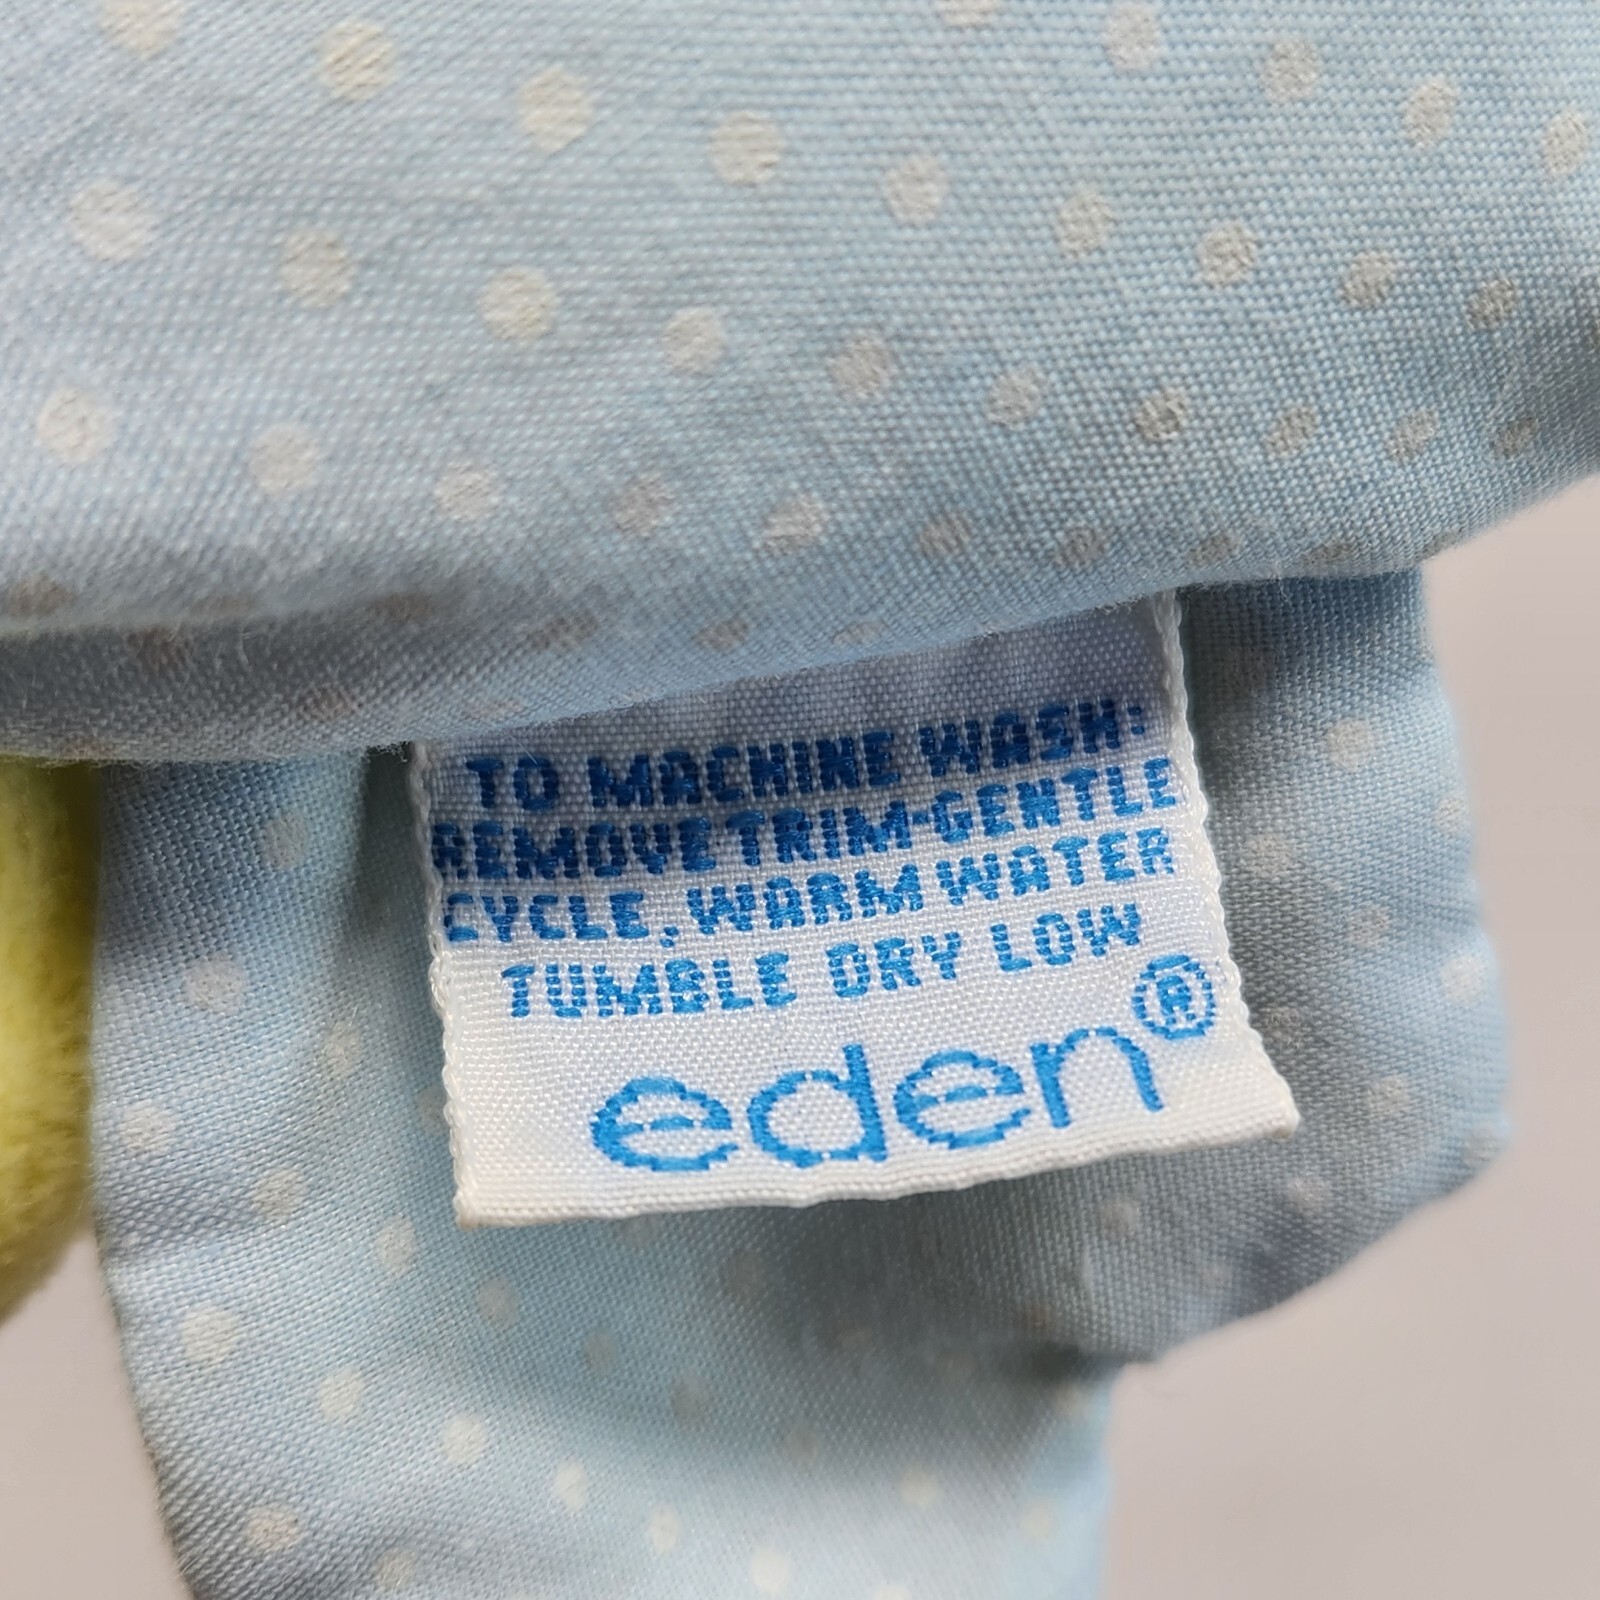 TO MACHINE WASH:
REMOVE TRIM-GENTLE
CYCLE, WARM WATER
TUMBLE DRY LOW
eden®